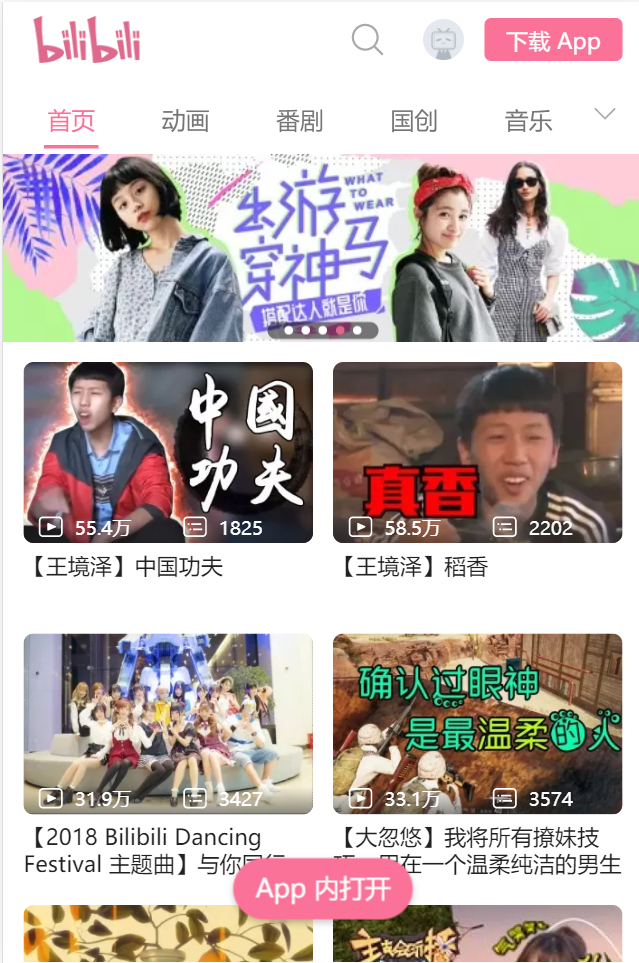 bilibili
下载 App
首页 动画 番剧 国创 音乐
出游
WHAT
TO
WEAR
穿神马
搭配达人就是你
中国
功夫
55.4万 1825
【王境泽】中国功夫
真香
58.5万 2202
【王境泽】稻香
31.9万 3427
【2018 Bilibili Dancing
Festival 主题曲】与你同行
确认过眼神
是最温柔的人
33.1万 3574
【大忽悠】我将所有撩妹技
用在一个温柔纯洁的男生
App 内打开